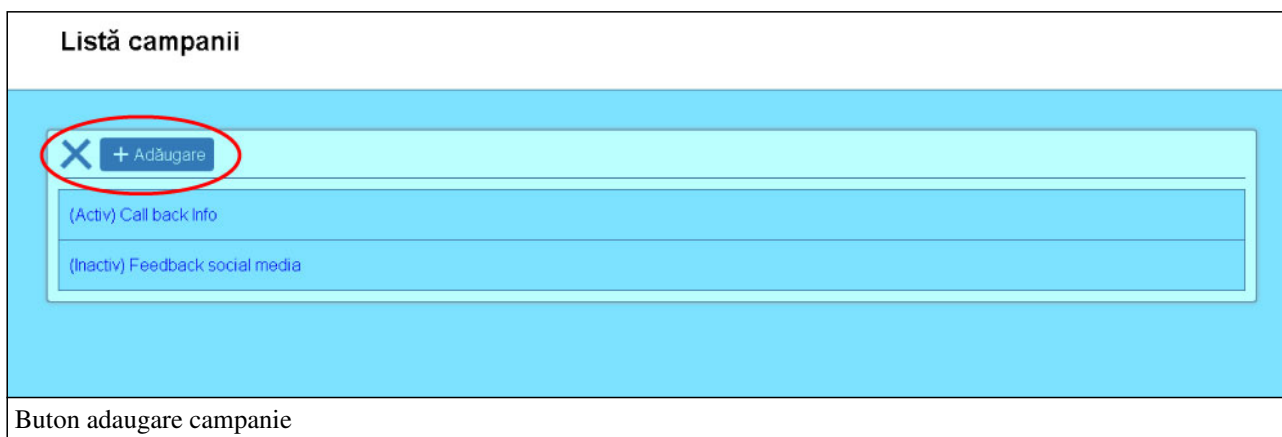 Listă campanii
+ Adăugare
(Activ) Call back Info
(Inactiv) Feedback social media
Buton adaugare campanie